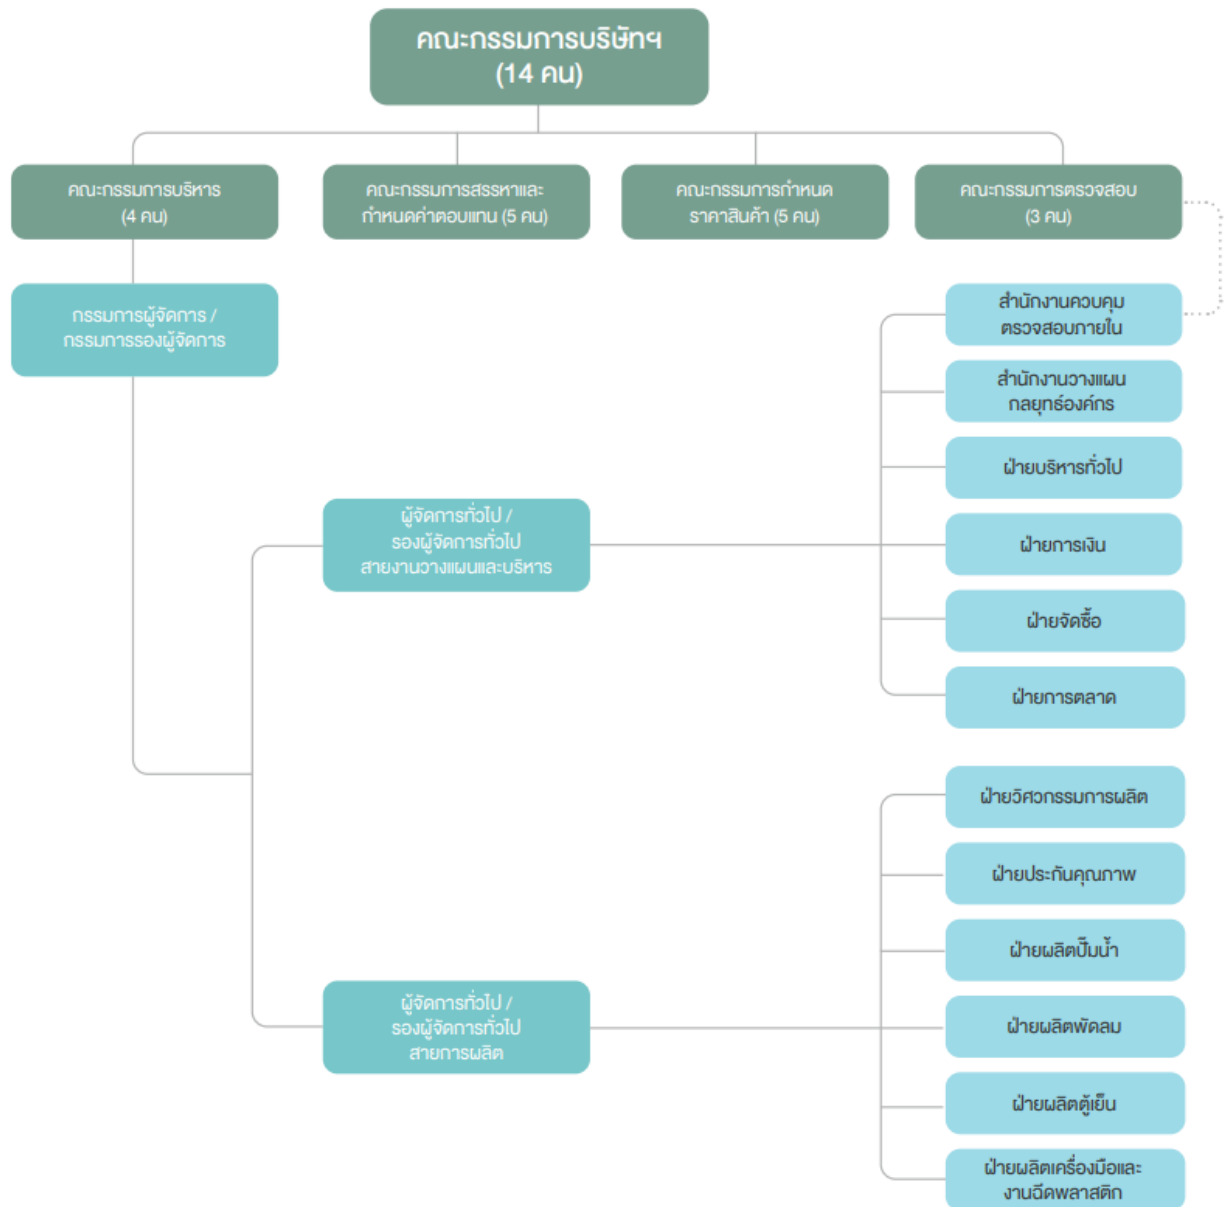 คณะกรรมการบริษัทฯ
(14 คน)
คณะกรรมการบริหาร
(4 คน)
คณะกรรมการสรรหาและ
กำหนดค่าตอบแทน (5 คน)
คณะกรรมการกำหนด
ราคาสินค้า (5 คน)
คณะกรรมการตรวจสอบ
(3 คน)
กรรมการผู้จัดการ /
กรรมการรองผู้จัดการ
สำนักงานควบคุม
ตรวจสอบภายใน
สำนักงานวางแผน
กลยุทธ์องค์กร
ฝ่ายบริหารทั่วไป
ผู้จัดการทั่วไป /
รองผู้จัดการทั่วไป
สายงานวางแผนและบริหาร
ฝ่ายการเงิน
ฝ่ายจัดซื้อ
ฝ่ายการตลาด
ฝ่ายวิศวกรรมการผลิต
ฝ่ายประกันคุณภาพ
ฝ่ายผลิตปั๊มน้ำ
ผู้จัดการทั่วไป /
รองผู้จัดการทั่วไป
สายการผลิต
ฝ่ายผลิตพัดลม
ฝ่ายผลิตตู้เย็น
ฝ่ายผลิตเครื่องมือและ
งานฉีดพลาสติก